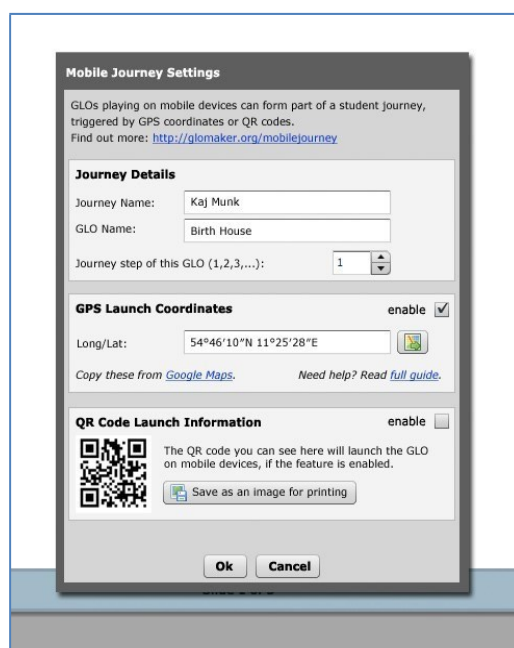 Mobile Journey Settings
GLOs playing on mobile devices can form part of a student journey,
triggered by GPS coordinates or QR codes.
Find out more: http://glomaker.org/mobilejourney
Journey Details
Journey Name: Kaj Munk
GLO Name: Birth House
Journey step of this GLO (1,2,3,...): 1
GPS Launch Coordinates enable
Long/Lat: 54°46'10"N 11°25'28"E
Copy these from Google Maps. Need help? Read full guide.
QR Code Launch Information enable
The QR code you can see here will launch the GLO
on mobile devices, if the feature is enabled.
Save as an image for printing
Ok Cancel